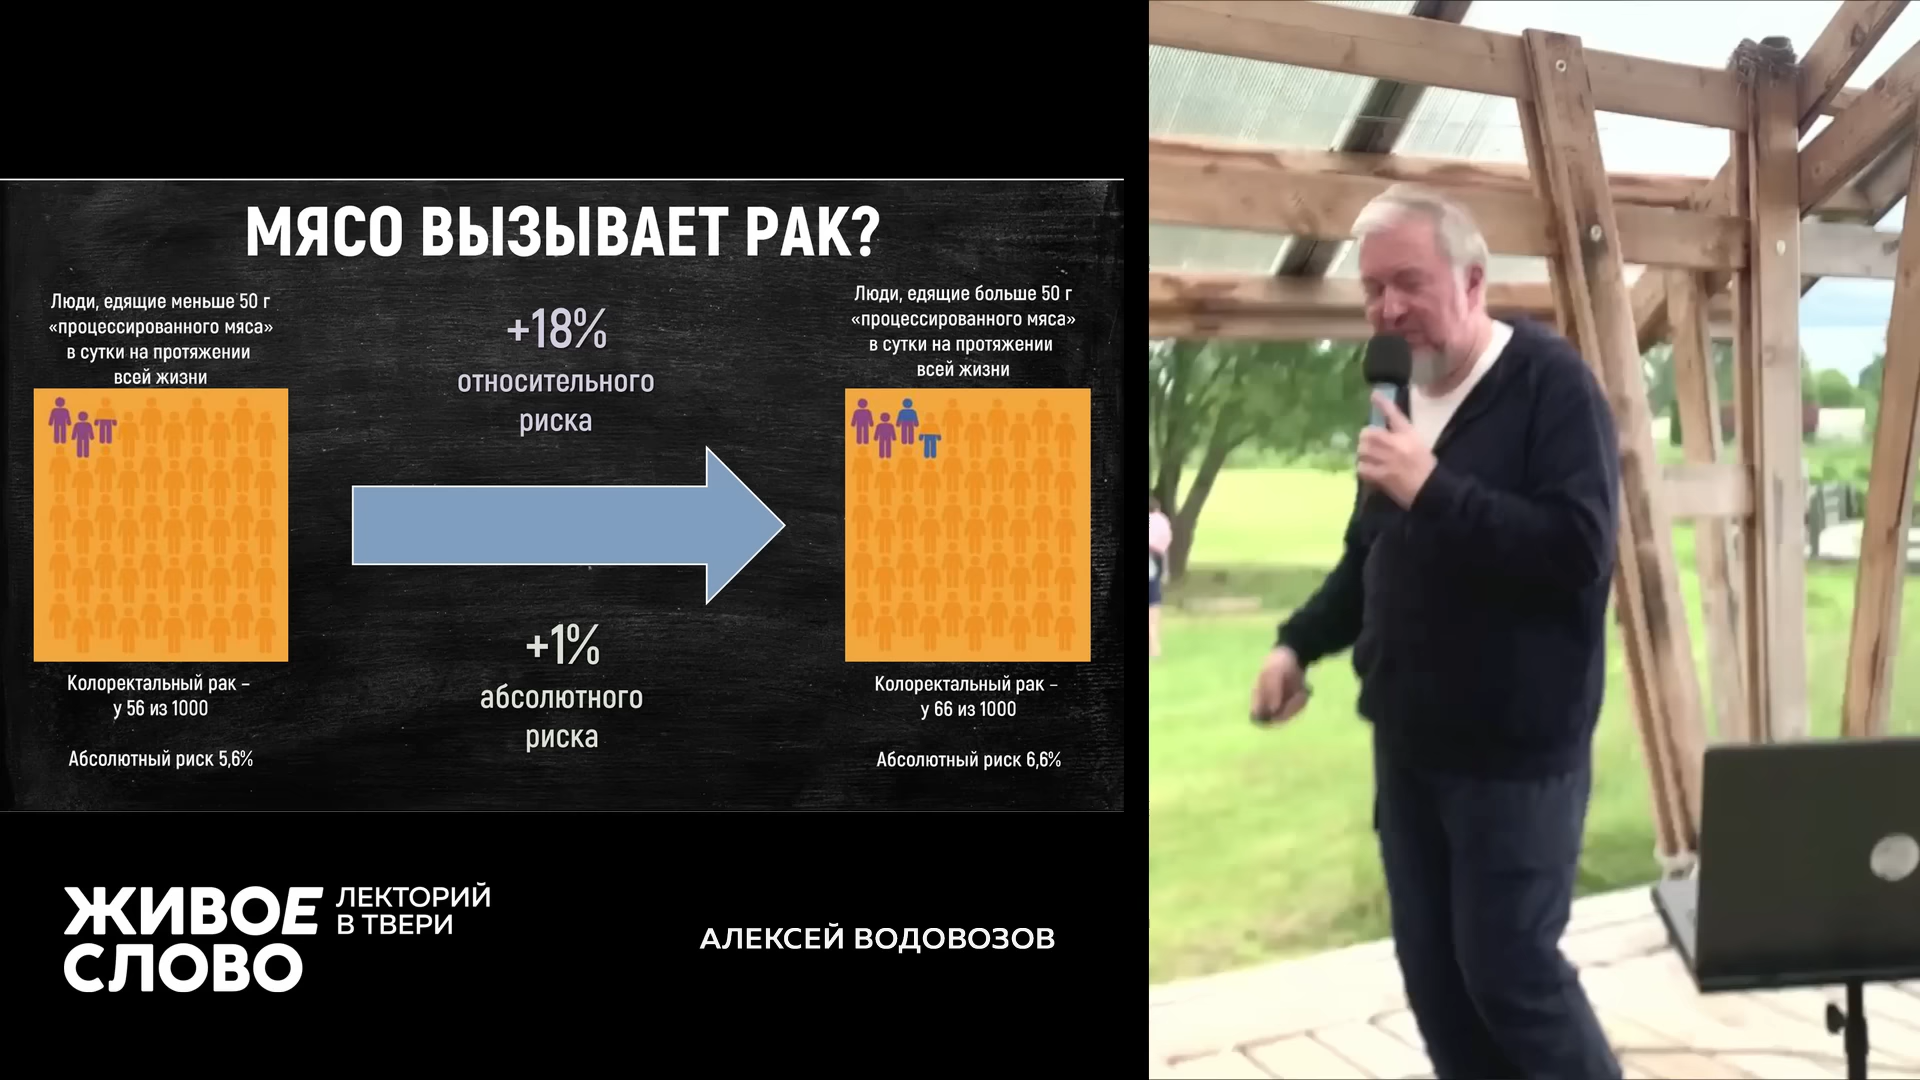 МЯСО ВЫЗЫВАЕТ РАК?
Люди, едящие меньше 50 г
«процессированного мяса»
в сутки на протяжении
всей жизни
Колоректальный рак –
у 56 из 1000
Абсолютный риск 5,6%
+18%
относительного
риска
+1%
абсолютного
риска
Люди, едящие больше 50 г
«процессированного мяса»
в сутки на протяжении
всей жизни
Колоректальный рак –
у 66 из 1000
Абсолютный риск 6,6%
ЖИВОЕ
СЛОВО
ЛЕКТОРИЙ
В ТВЕРИ
АЛЕКСЕЙ ВОДОВОЗОВ